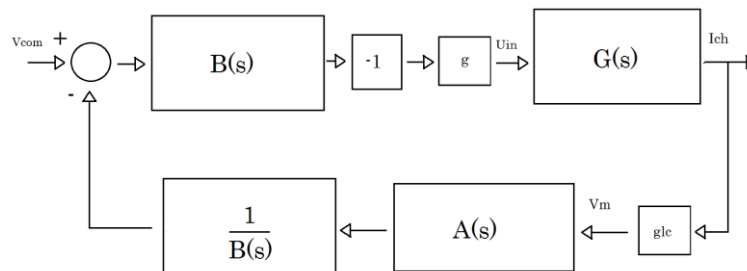 Vcom
+
-
B(s)
-1
g
Uin
G(s)
Ich
1
B(s)
A(s)
Vm
glc